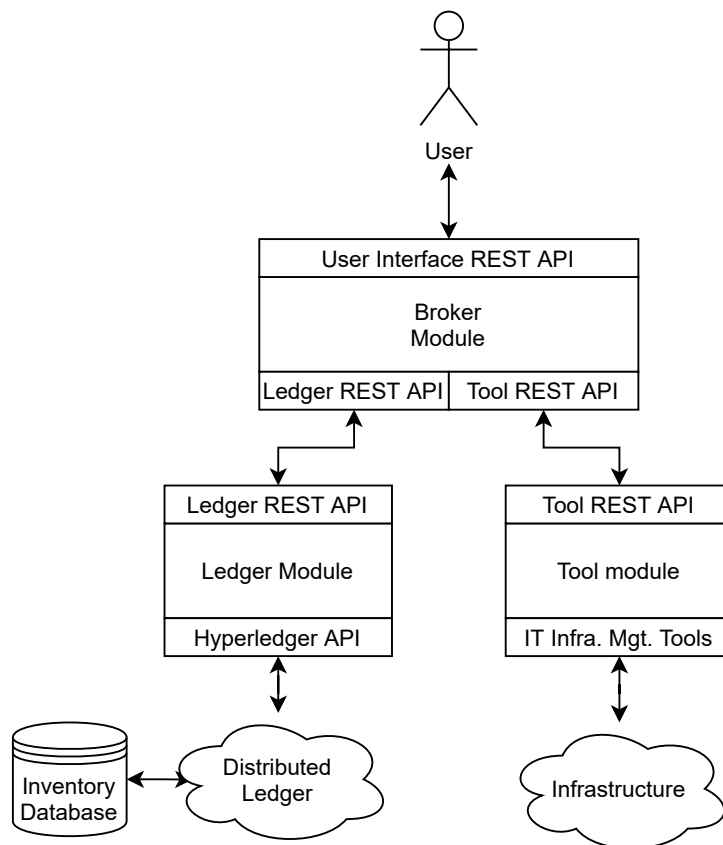 User
User Interface REST API
Broker
Module
Ledger REST API
Tool REST API
Ledger REST API
Tool REST API
Ledger Module
Tool module
Hyperledger API
IT Infra. Mgt. Tools
Inventory
Database
Distributed
Ledger
Infrastructure